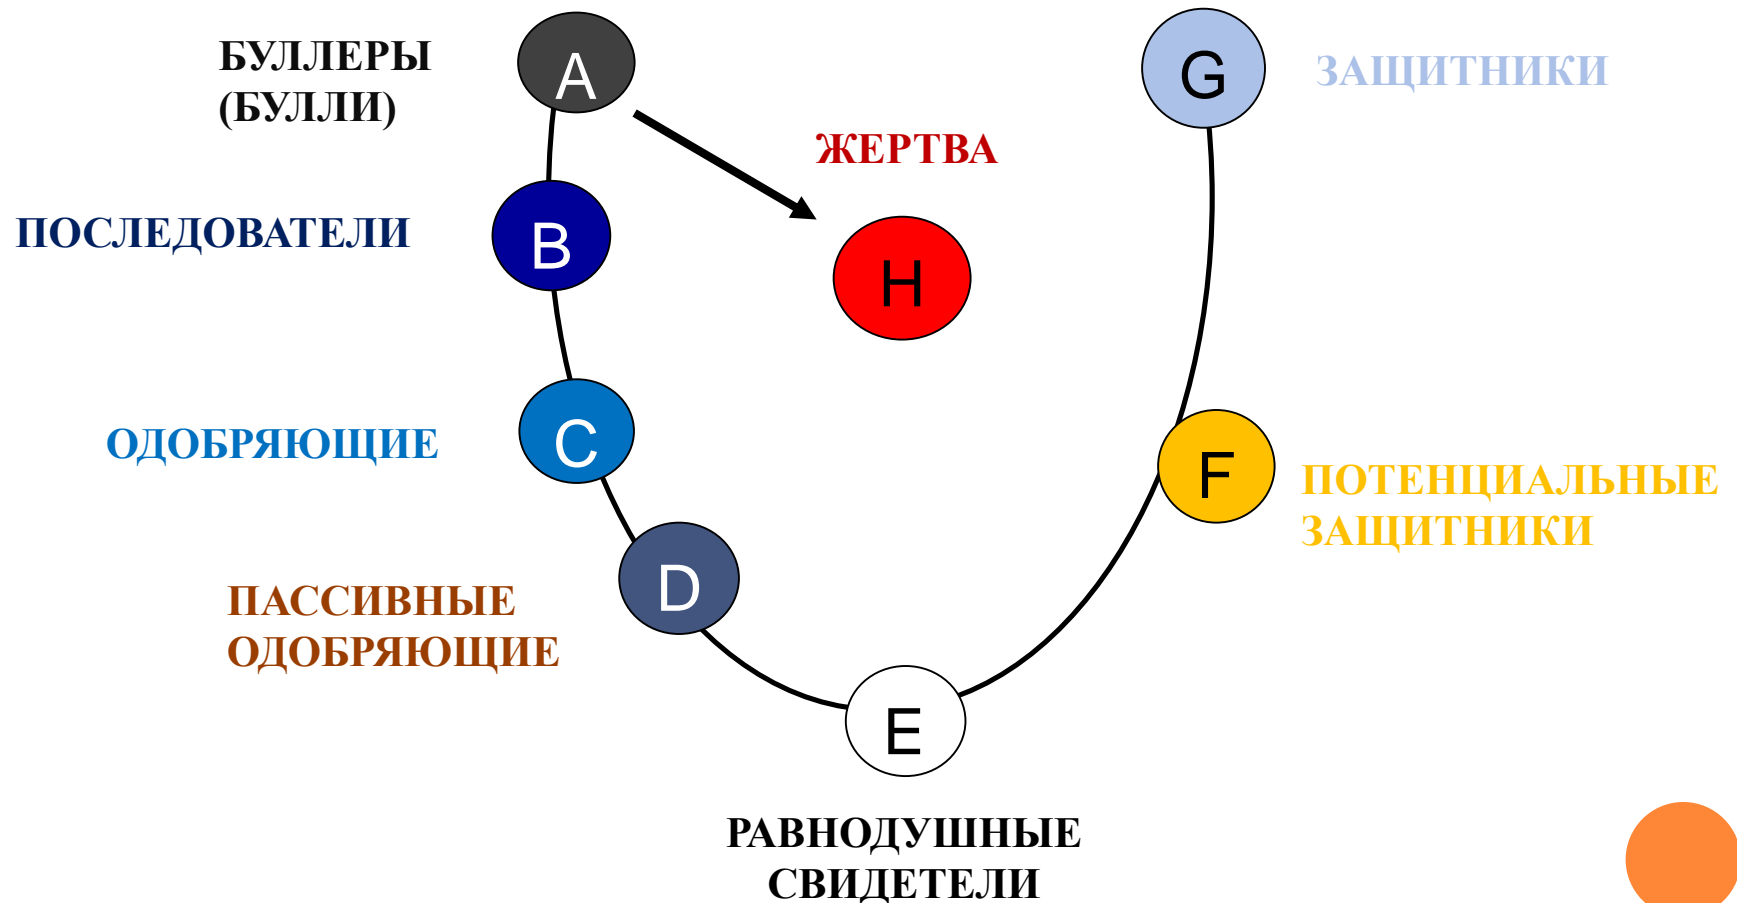 БУЛЛЕРЫ
(БУЛЛИ)
A
G
ЗАЩИТНИКИ
ЖЕРТВА
ПОСЛЕДОВАТЕЛИ
B
H
ОДОБРЯЮЩИЕ
C
F
ПОТЕНЦИАЛЬНЫЕ
ЗАЩИТНИКИ
D
ПАССИВНЫЕ
ОДОБРЯЮЩИЕ
E
РАВНОДУШНЫЕ
СВИДЕТЕЛИ